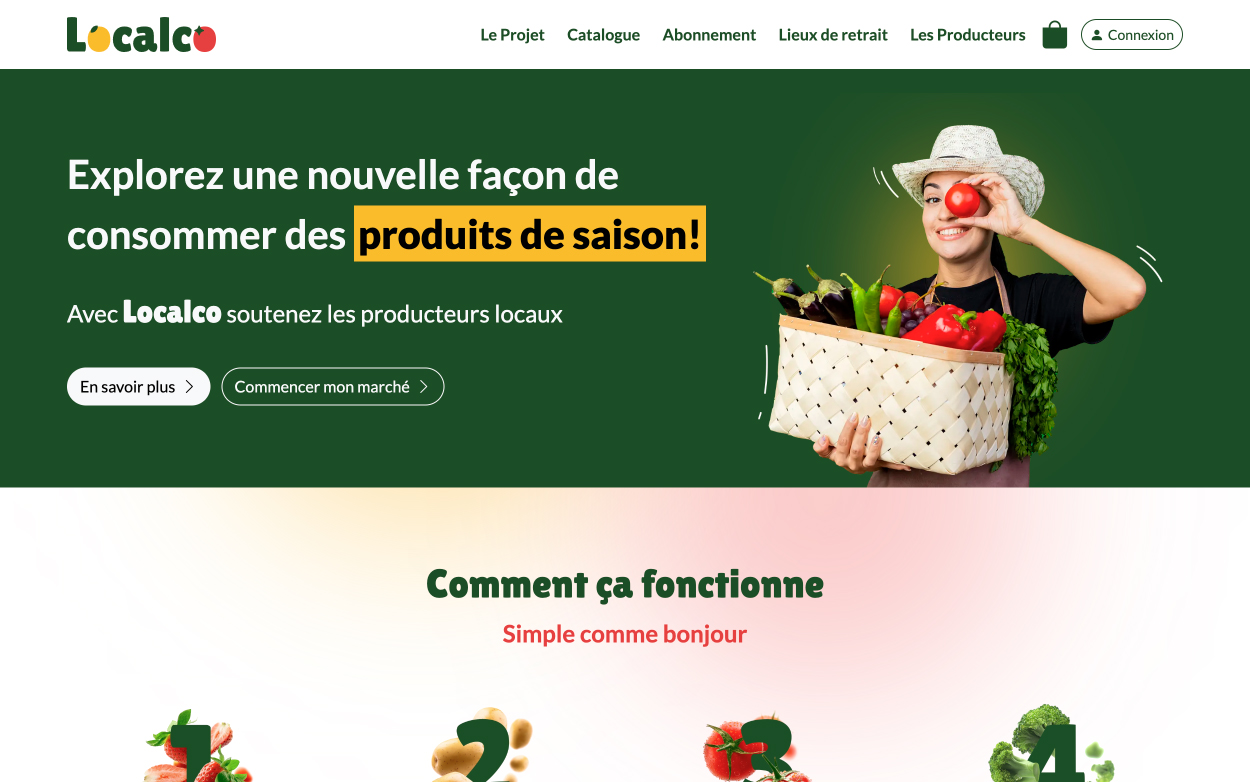 Localco
Le Projet
Catalogue
Abonnement
Lieux de retrait
Les Producteurs
Connexion
Explorez une nouvelle façon de
consommer des produits de saison!
Avec Localco soutenez les producteurs locaux
En savoir plus
Commencer mon marché
Comment ça fonctionne
Simple comme bonjour
1
2
3
4